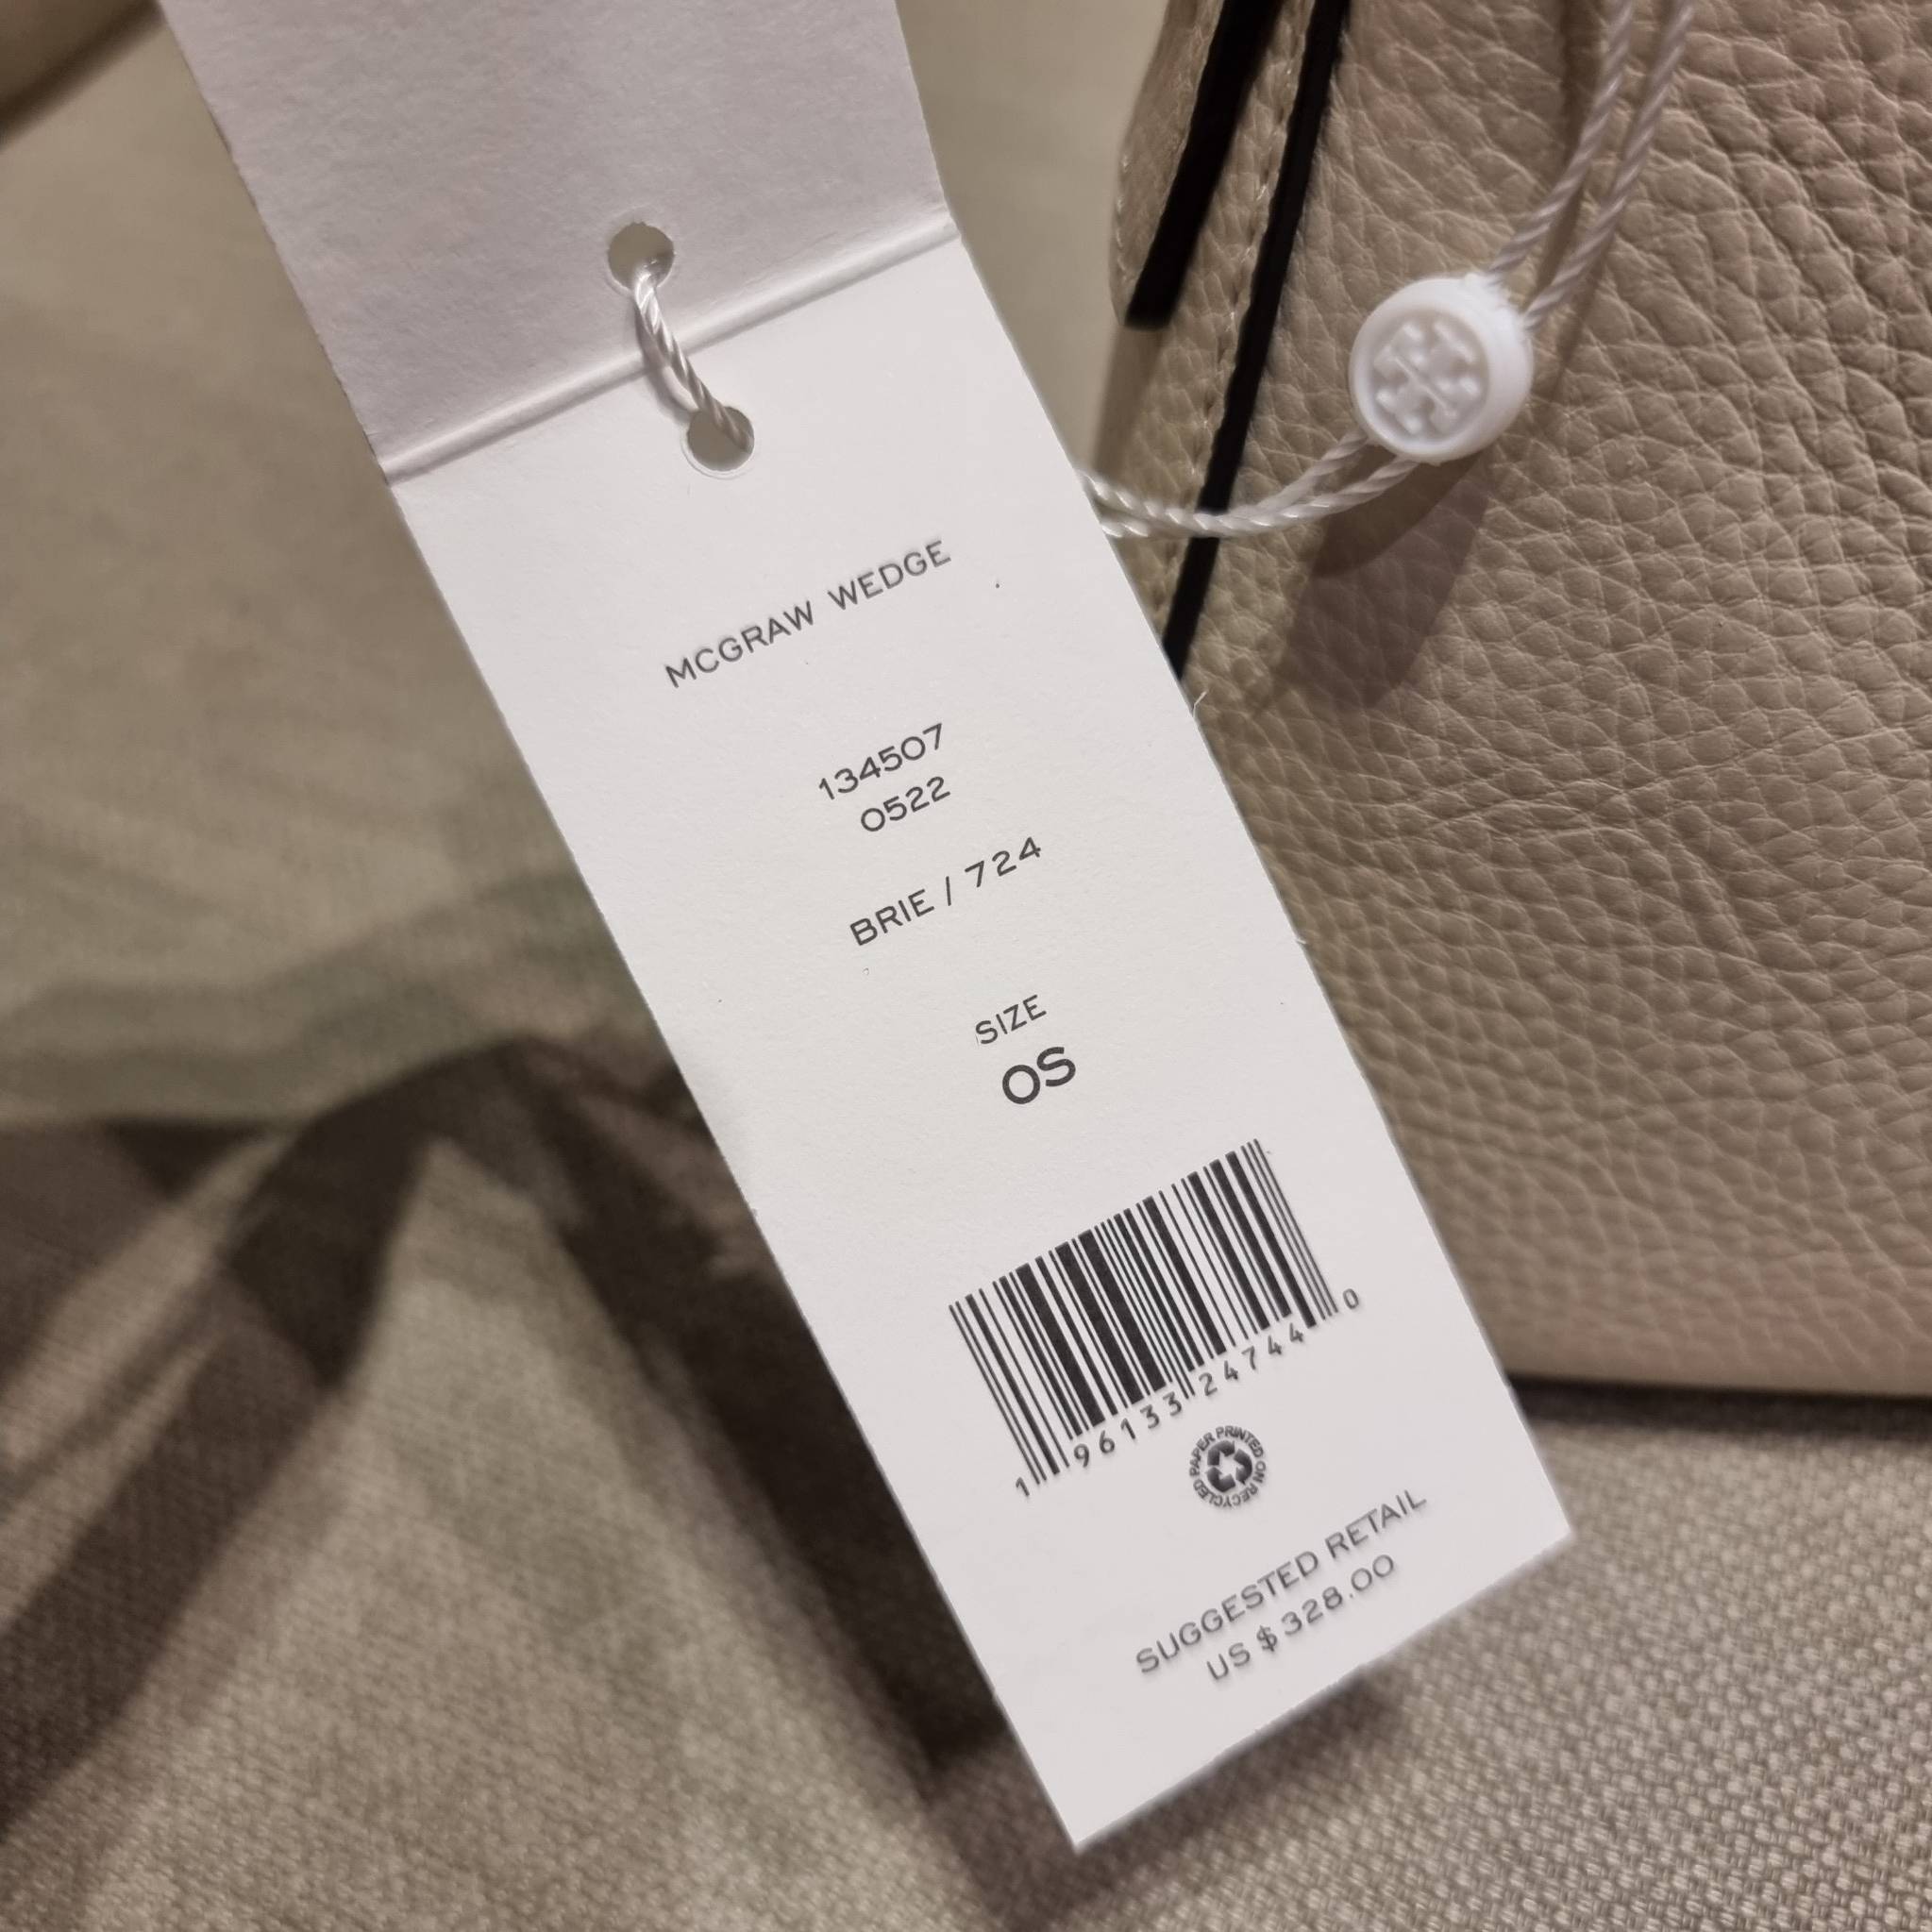 MCGRAW WEDGE
134507
0522
BRIE / 724
SIZE
OS
1 96133 24744 0
PRINTED ON RECYCLED PAPER
SUGGESTED RETAIL
US $ 328.00